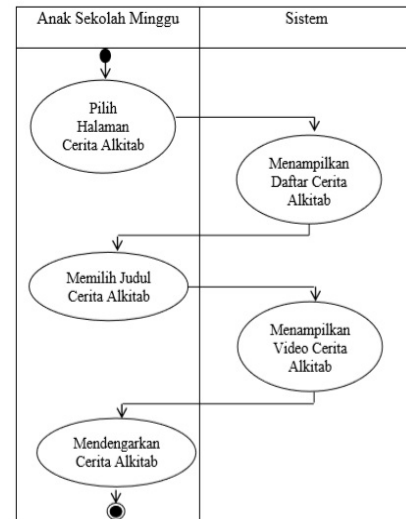 Anak Sekolah Minggu
Sistem
Pilih
Halaman
Cerita Alkitab
Menampilkan
Daftar Cerita
Alkitab
Memilih Judul
Cerita Alkitab
Menampilkan
Video Cerita
Alkitab
Mendengarkan
Cerita Alkitab